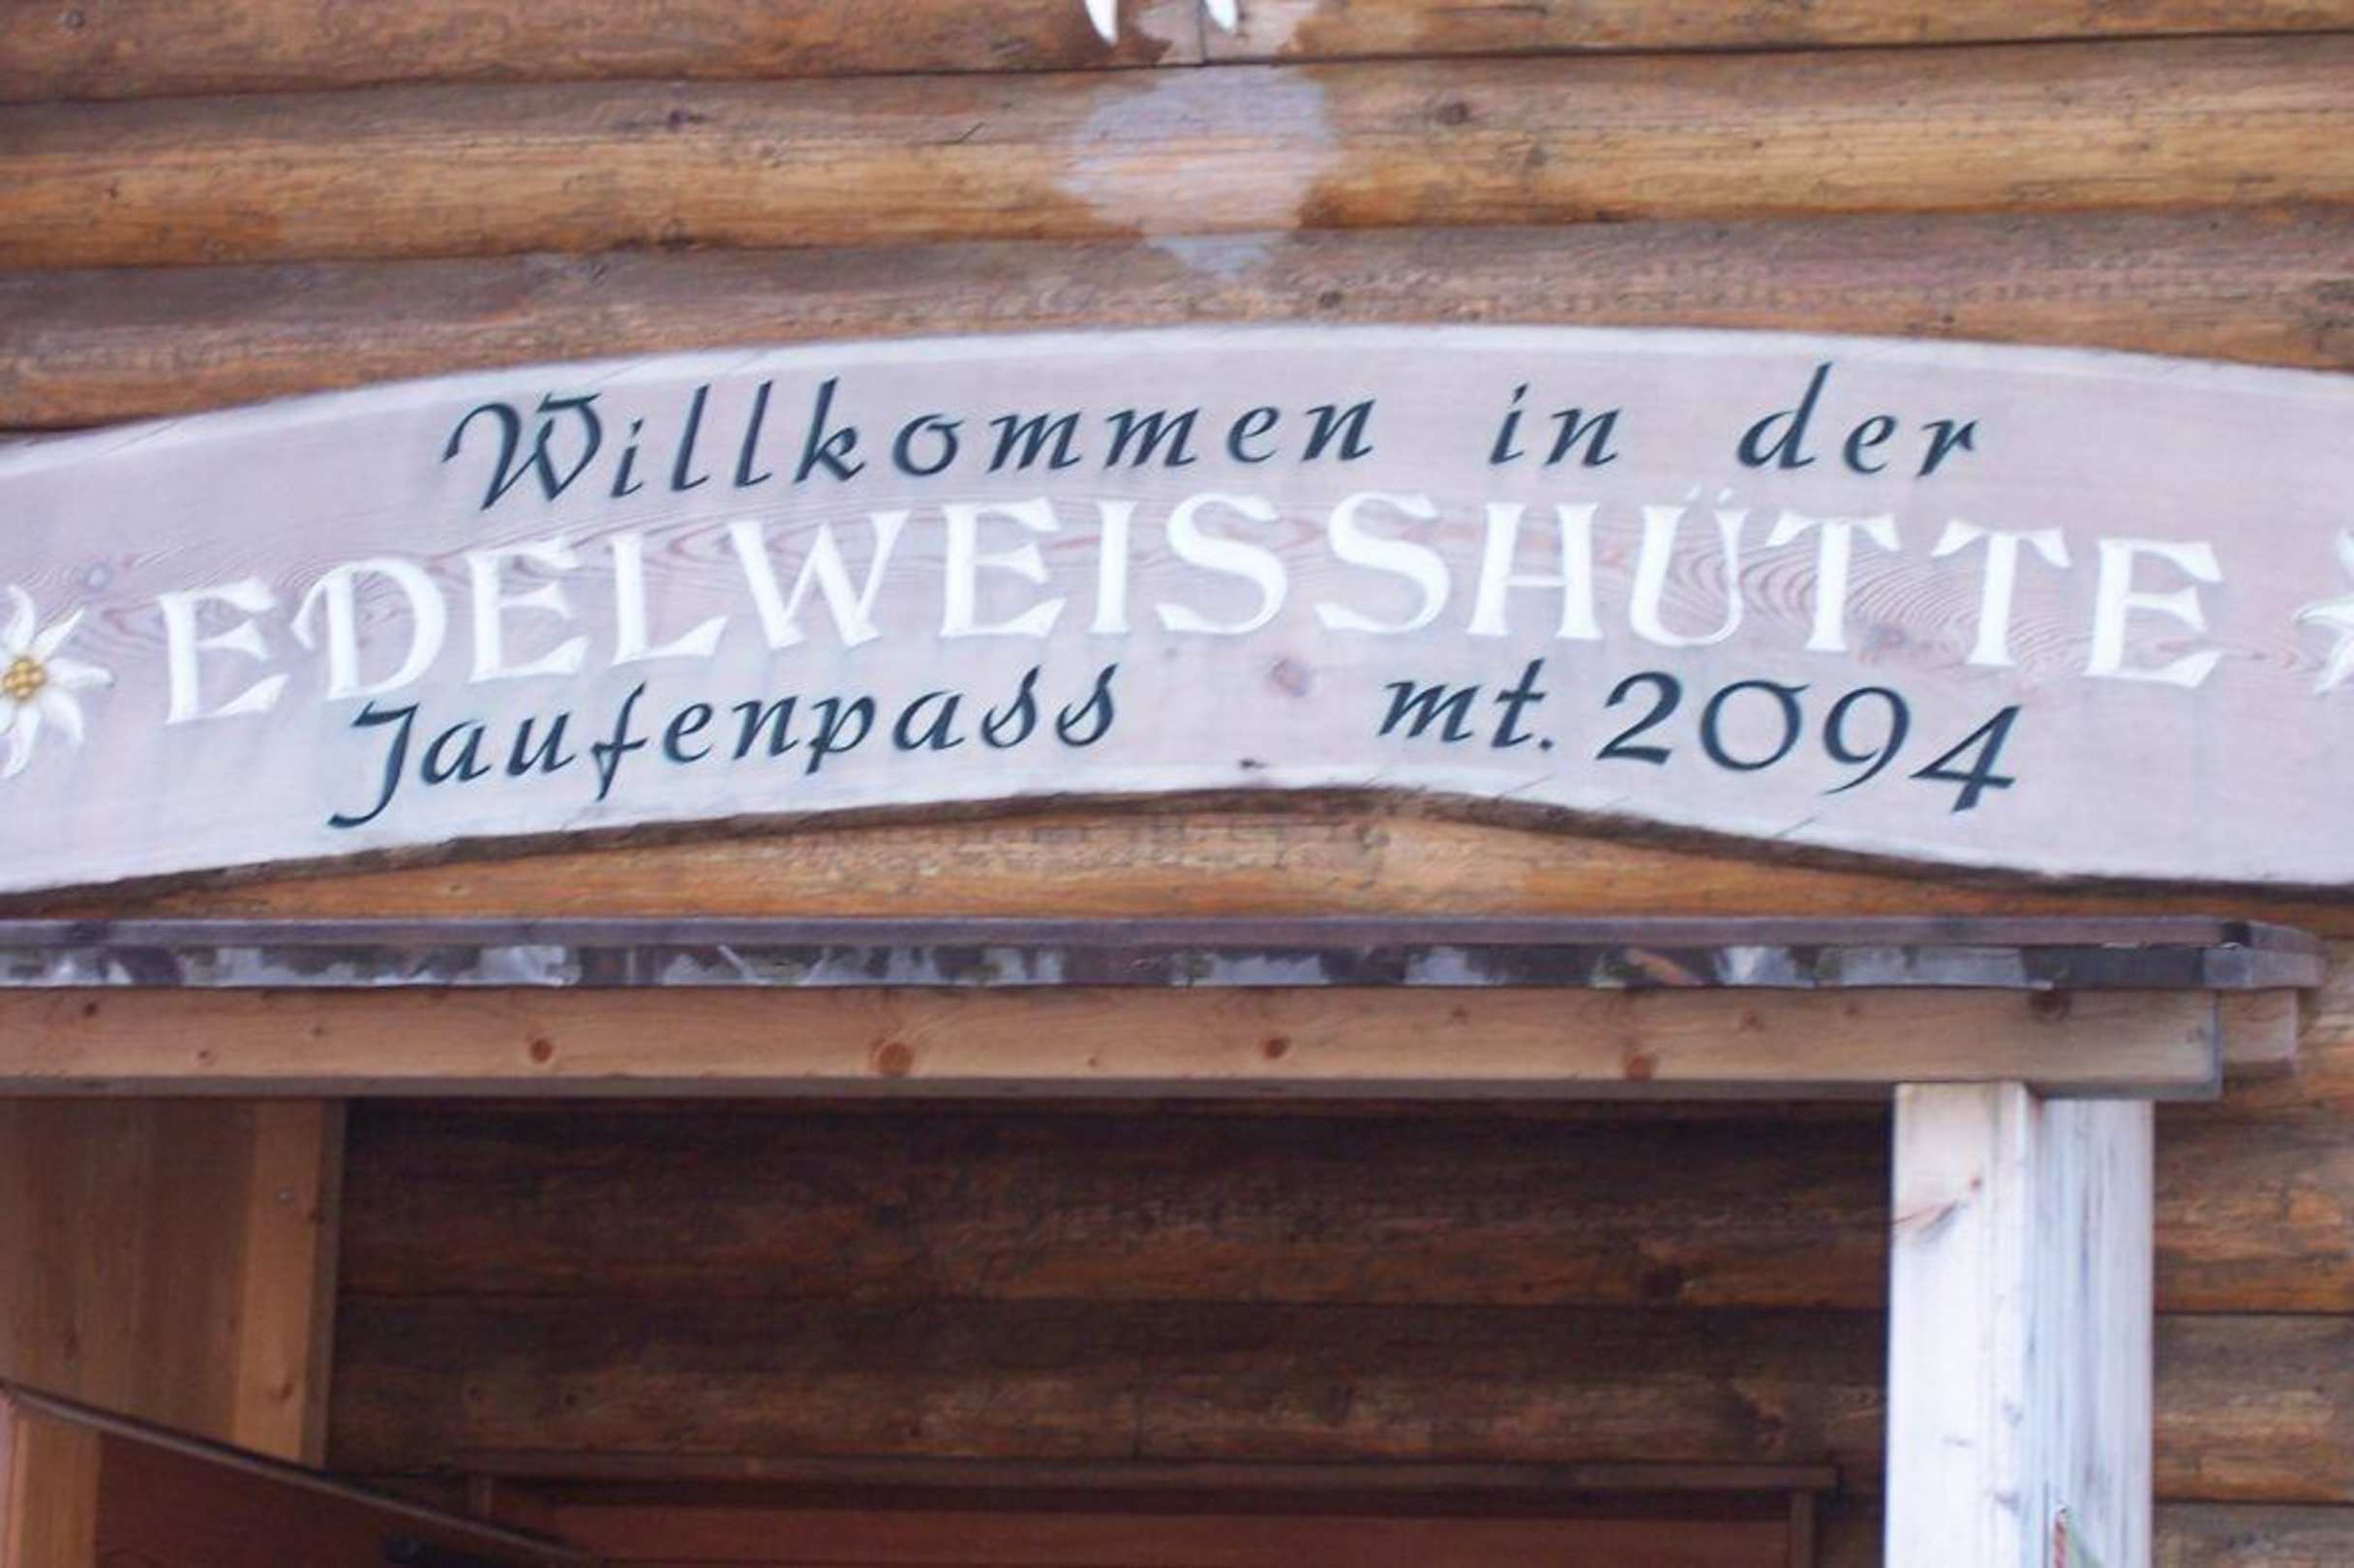 Willkommen in der
EDELWEISSHÜTTE
Jaufenpass mt. 2094